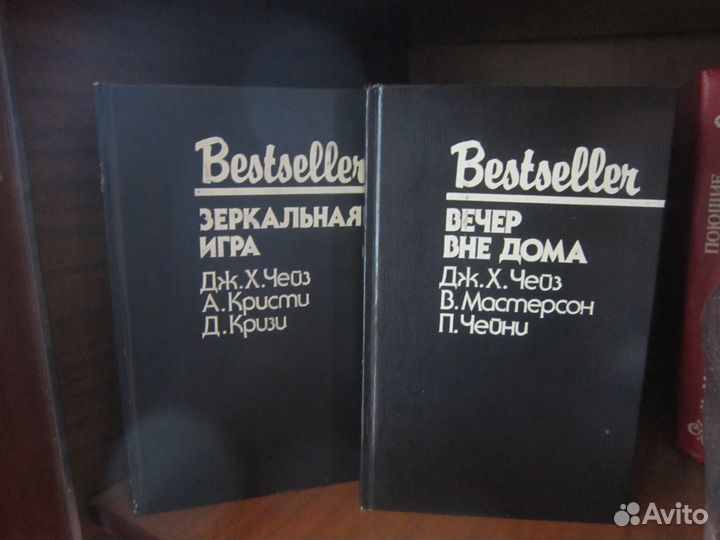 Bestseller
ЗЕРКАЛЬНАЯ
ИГРА
Дж.Х.Чейз
А.Кристи
Д.Кризи
Bestseller
ВЕЧЕР
ВНЕ ДОМА
Дж.Х.Чейз
В.Мастерсон
П.Чейни
ПОЮЩИЕ
Avito